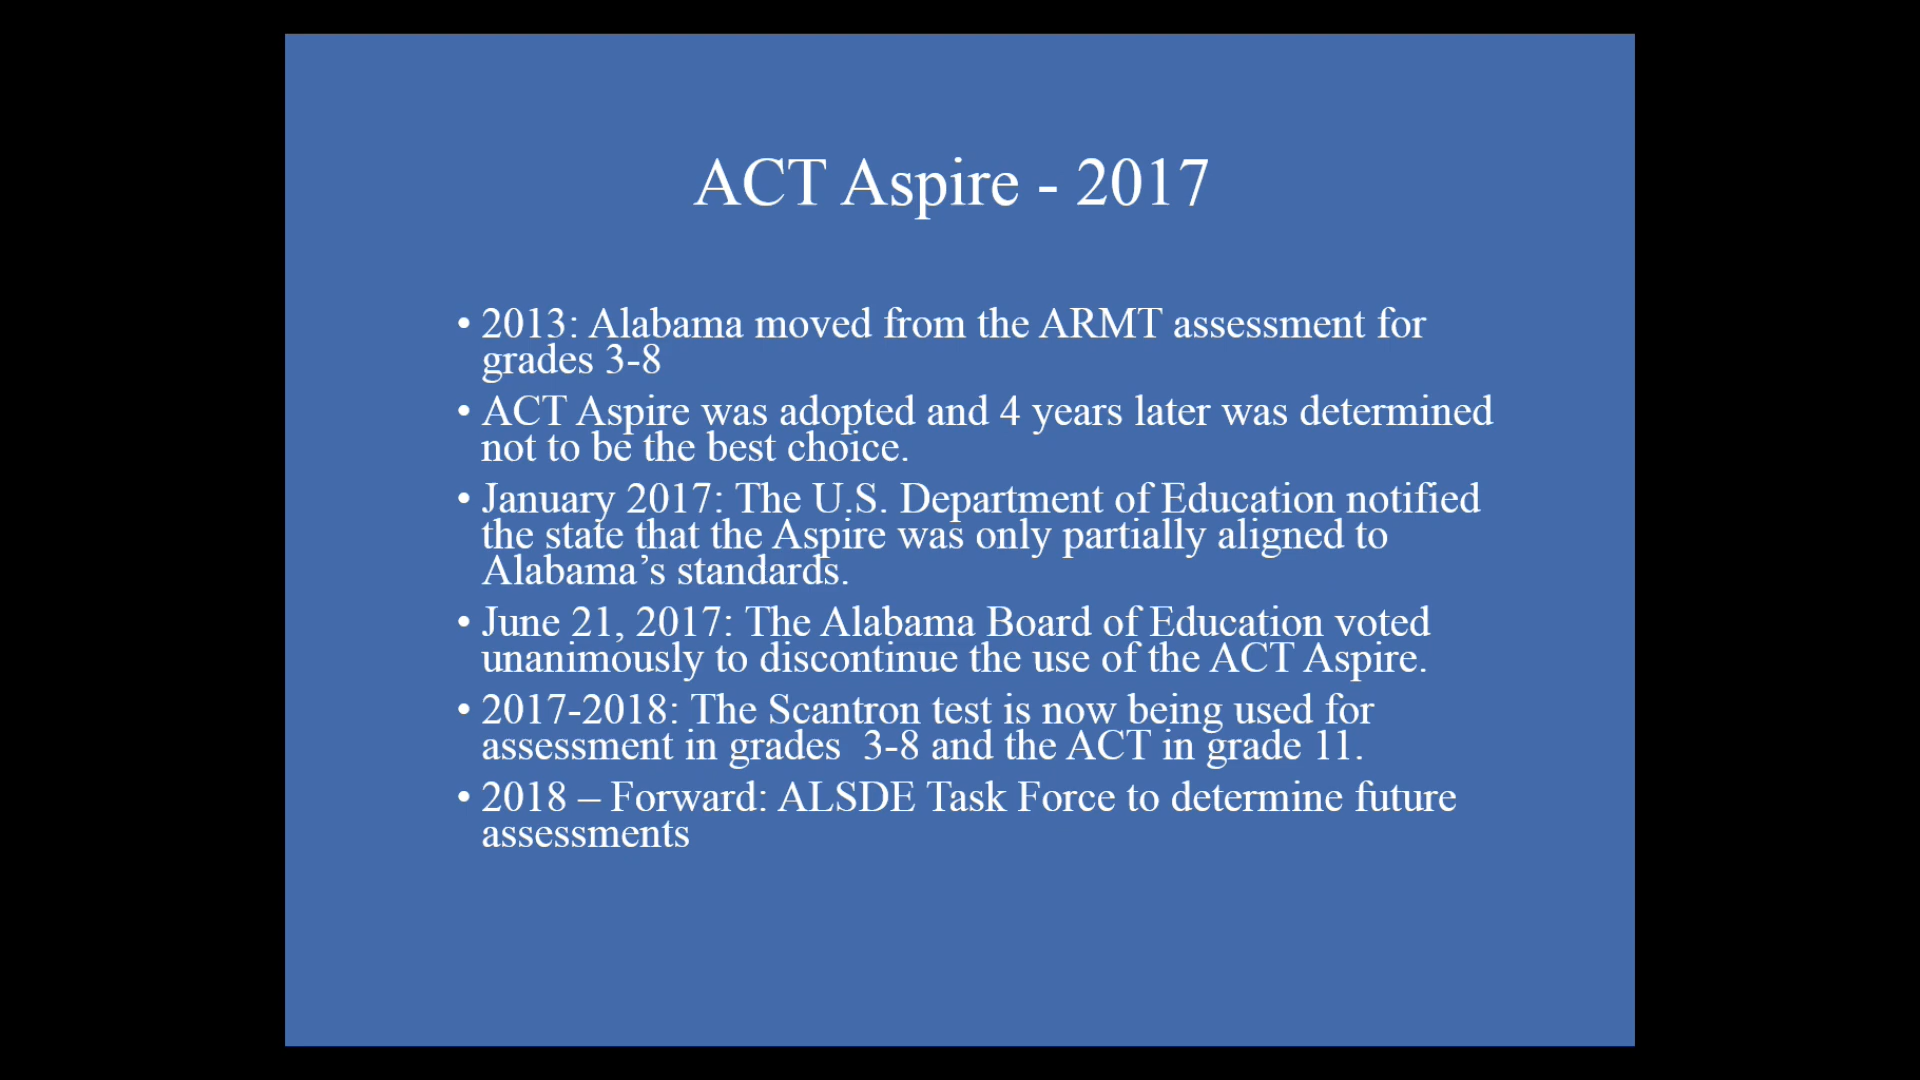 ACT Aspire - 2017
• 2013: Alabama moved from the ARMT assessment for
grades 3-8
• ACT Aspire was adopted and 4 years later was determined
not to be the best choice.
• January 2017: The U.S. Department of Education notified
the state that the Aspire was only partially aligned to
Alabama’s standards.
• June 21, 2017: The Alabama Board of Education voted
unanimously to discontinue the use of the ACT Aspire.
• 2017-2018: The Scantron test is now being used for
assessment in grades  3-8 and the ACT in grade 11.
• 2018 – Forward: ALSDE Task Force to determine future
assessments